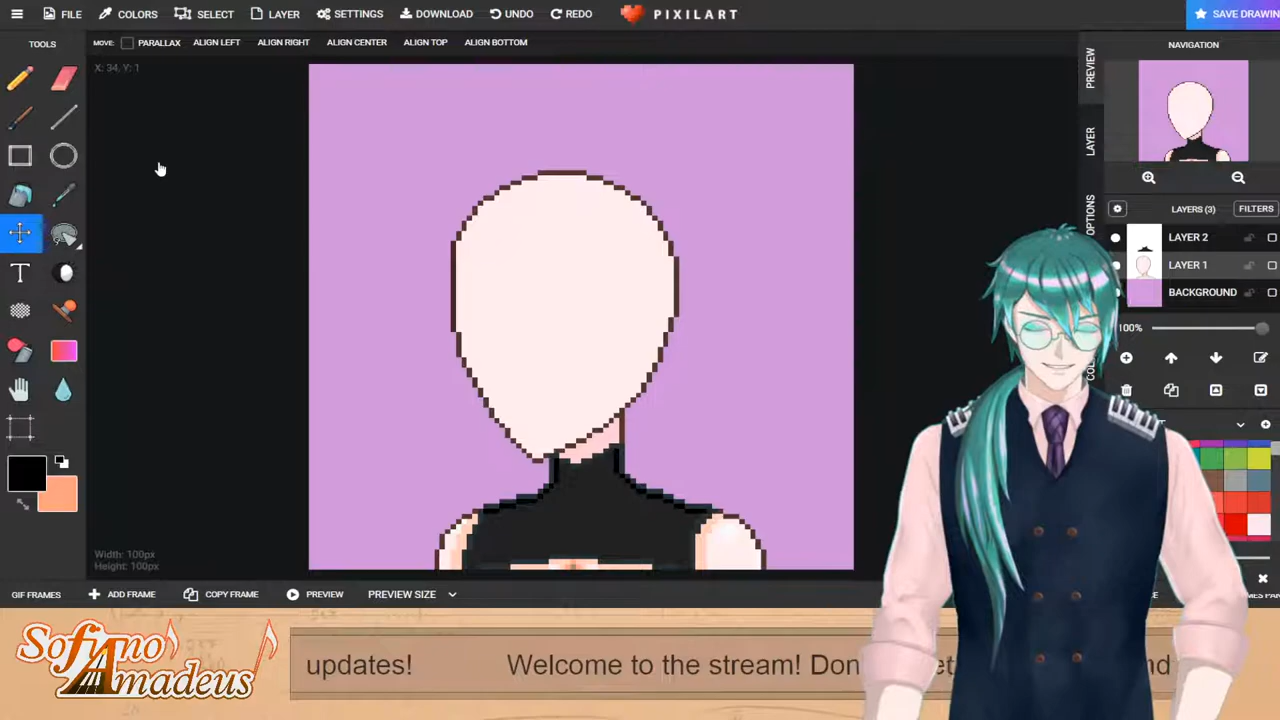 FILE COLORS SELECT LAYER SETTINGS DOWNLOAD UNDO REDO PIXILART SAVE DRAWIN
TOOLS MOVE: PARALLAX ALIGN LEFT ALIGN RIGHT ALIGN CENTER ALIGN TOP ALIGN BOTTOM NAVIGATION
X: 34, Y: 1
PREVIEW
LAYER
OPTIONS
LAYERS (3) FILTERS
LAYER 2
LAYER 1
BACKGROUND
100%
T
Width: 100px
Height: 100px
GIF FRAMES ADD FRAME COPY FRAME PREVIEW PREVIEW SIZE
Sofiano
Amadeus
updates! Welcome to the stream! Don